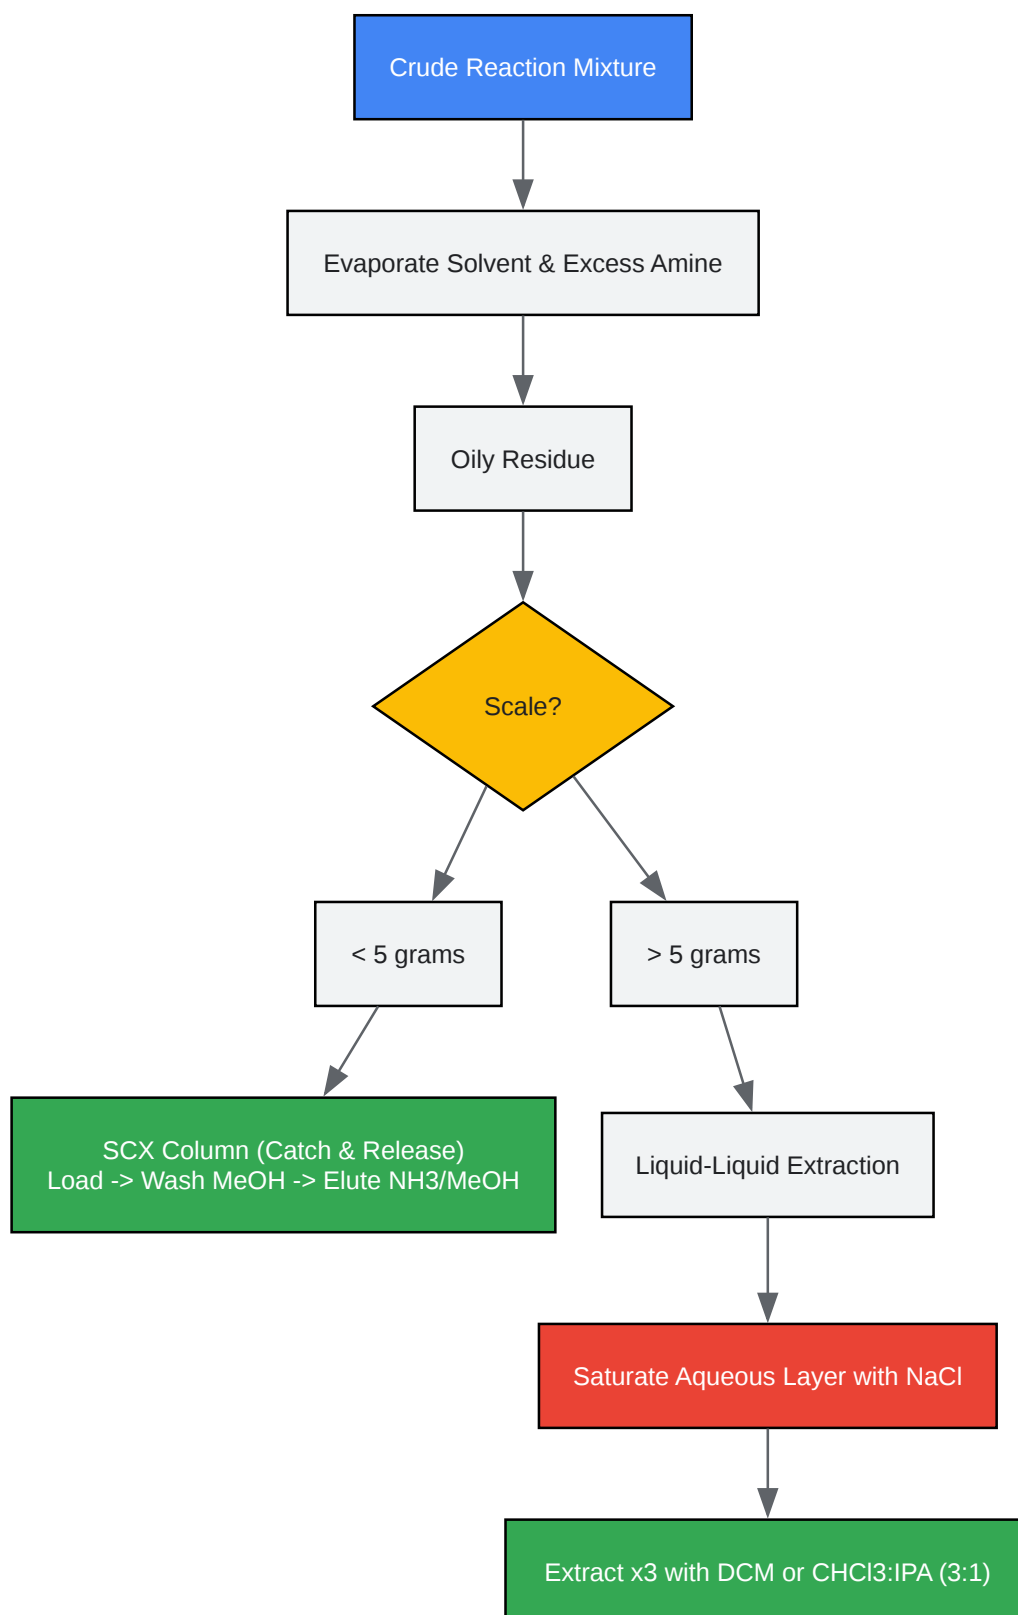 Crude Reaction Mixture
Evaporate Solvent & Excess Amine
Oily Residue
Scale?
< 5 grams
> 5 grams
SCX Column (Catch & Release)
Load -> Wash MeOH -> Elute NH3/MeOH
Liquid-Liquid Extraction
Saturate Aqueous Layer with NaCl
Extract x3 with DCM or CHCl3:IPA (3:1)